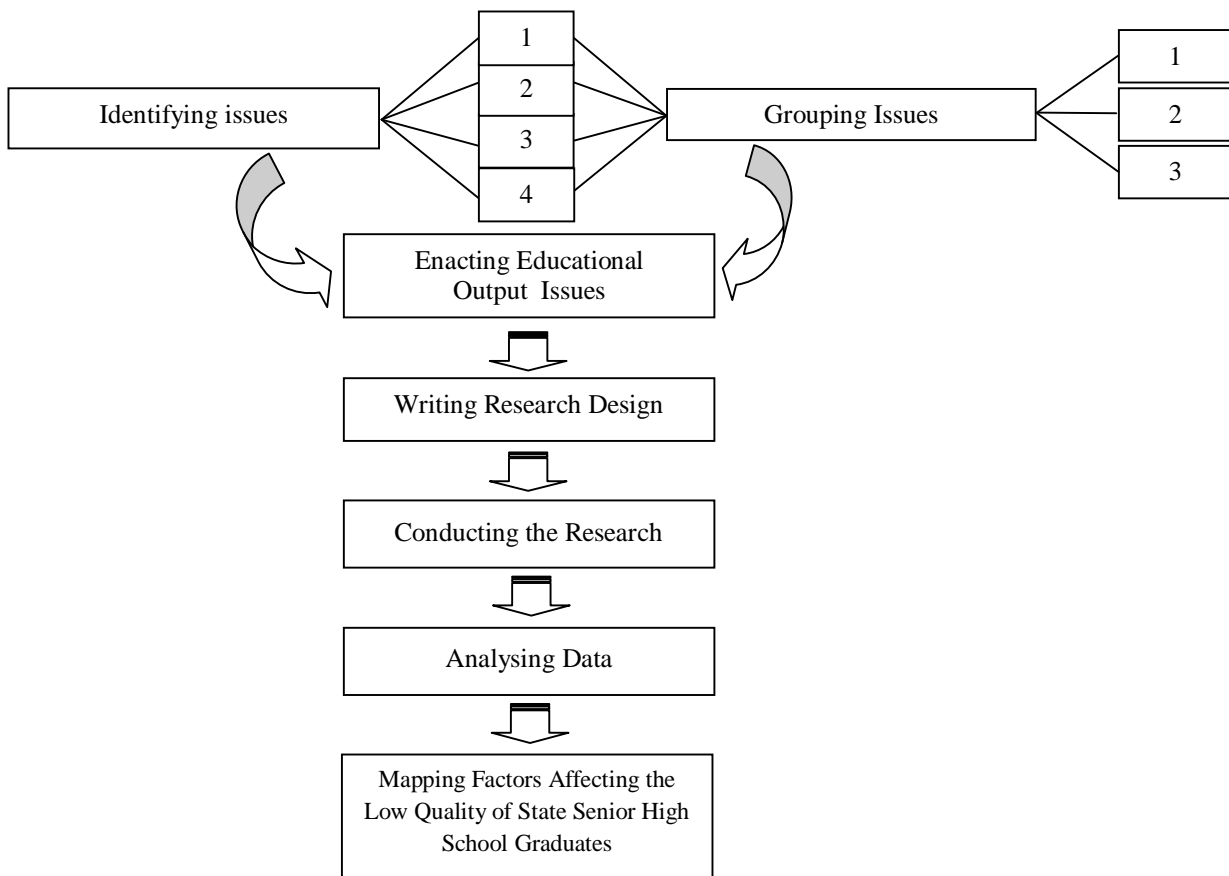 Identifying issues
1
2
3
4
Grouping Issues
1
2
3
Enacting Educational
Output Issues
Writing Research Design
Conducting the Research
Analysing Data
Mapping Factors Affecting the
Low Quality of State Senior High
School Graduates